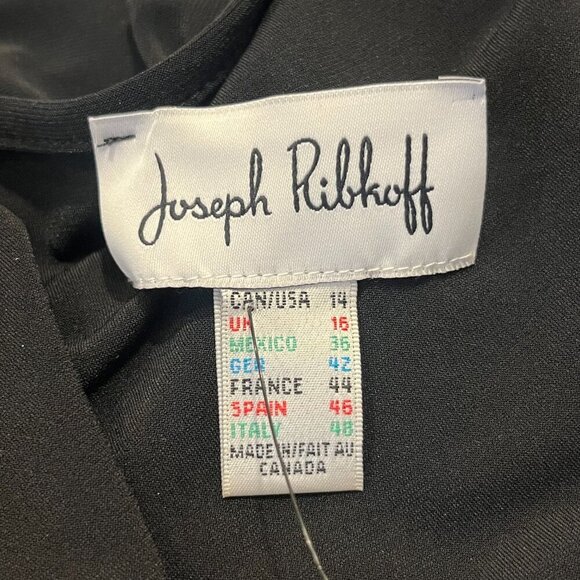 Joseph Ribkoff
CAN/USA 14
UK 16
MEXICO 36
GER 42
FRANCE 44
SPAIN 46
ITALY 48
MADE IN/FAIT AU
CANADA